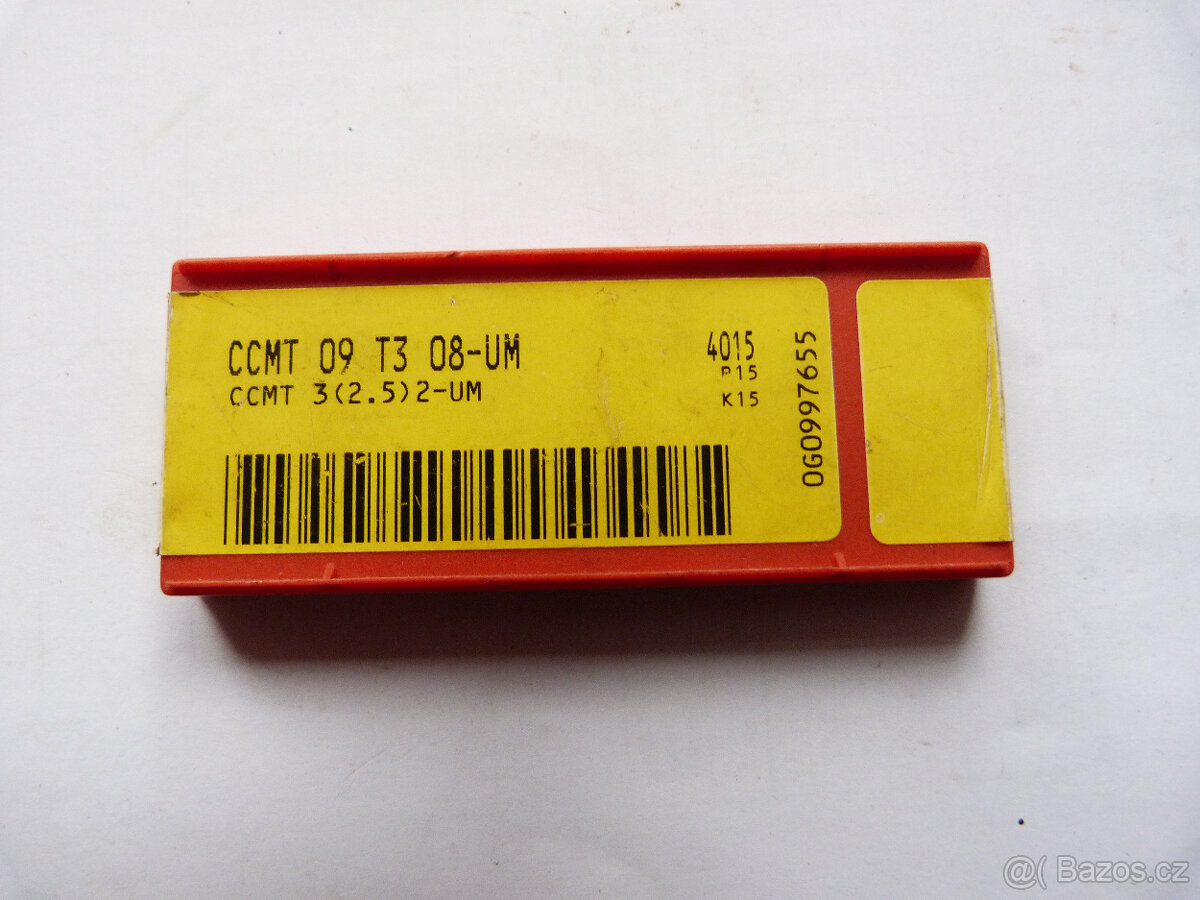 CCMT 09 T3 08-UM
CCMT 3(2.5)2-UM
4015
P15
K15
0G0997655
@( Bazos.cz